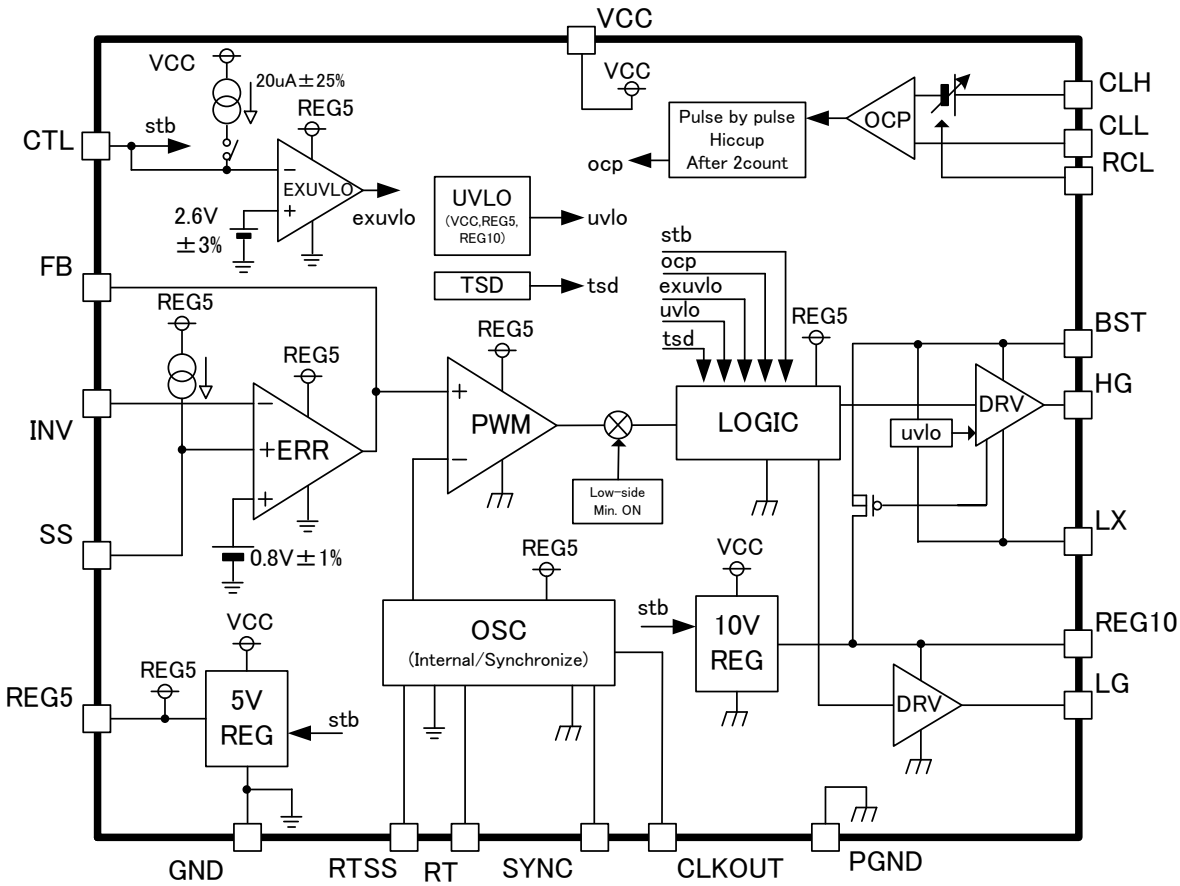 VCC
VCC
20uA±25%
REG5
CTL
stb
EXUVLO
−
+
exuvlo
2.6V
±3%
UVLO
(VCC,REG5,
REG10)
uvlo
TSD
tsd
VCC
Pulse by pulse
Hiccup
After 2count
ocp
OCP
CLH
CLL
RCL
FB
REG5
INV
SS
REG5
−
+
+
ERR
0.8V±1%
REG5
+
−
PWM
Low-side
Min. ON
stb
ocp
exuvlo
uvlo
tsd
REG5
LOGIC
BST
HG
DRV
uvlo
LX
REG10
LG
DRV
VCC
stb
10V
REG
REG5
OSC
(Internal/Synchronize)
VCC
REG5
REG5
5V
REG
stb
GND
RTSS
RT
SYNC
CLKOUT
PGND